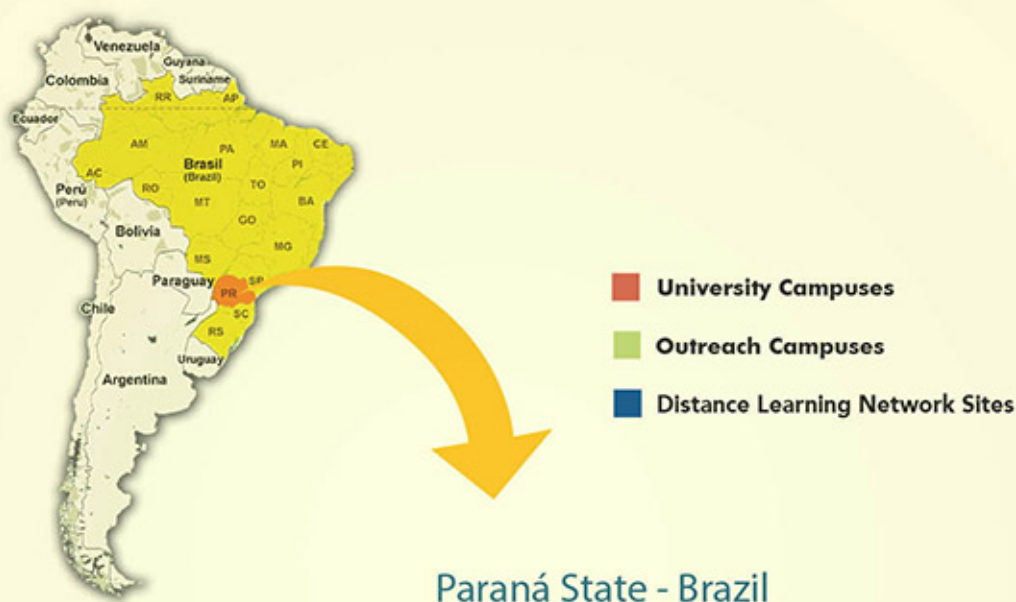 Venezuela
Guyana
Suriname
Colombia
RR
AP
Ecuador
AM
PA
MA
CE
Brasil
(Brazil)
PI
AC
Perú
(Peru)
RO
TO
MT
BA
GO
Bolivia
MG
MS
Paraguay
SP
PR
Chile
SC
RS
Uruguay
Argentina
University Campuses
Outreach Campuses
Distance Learning Network Sites
Paraná State - Brazil